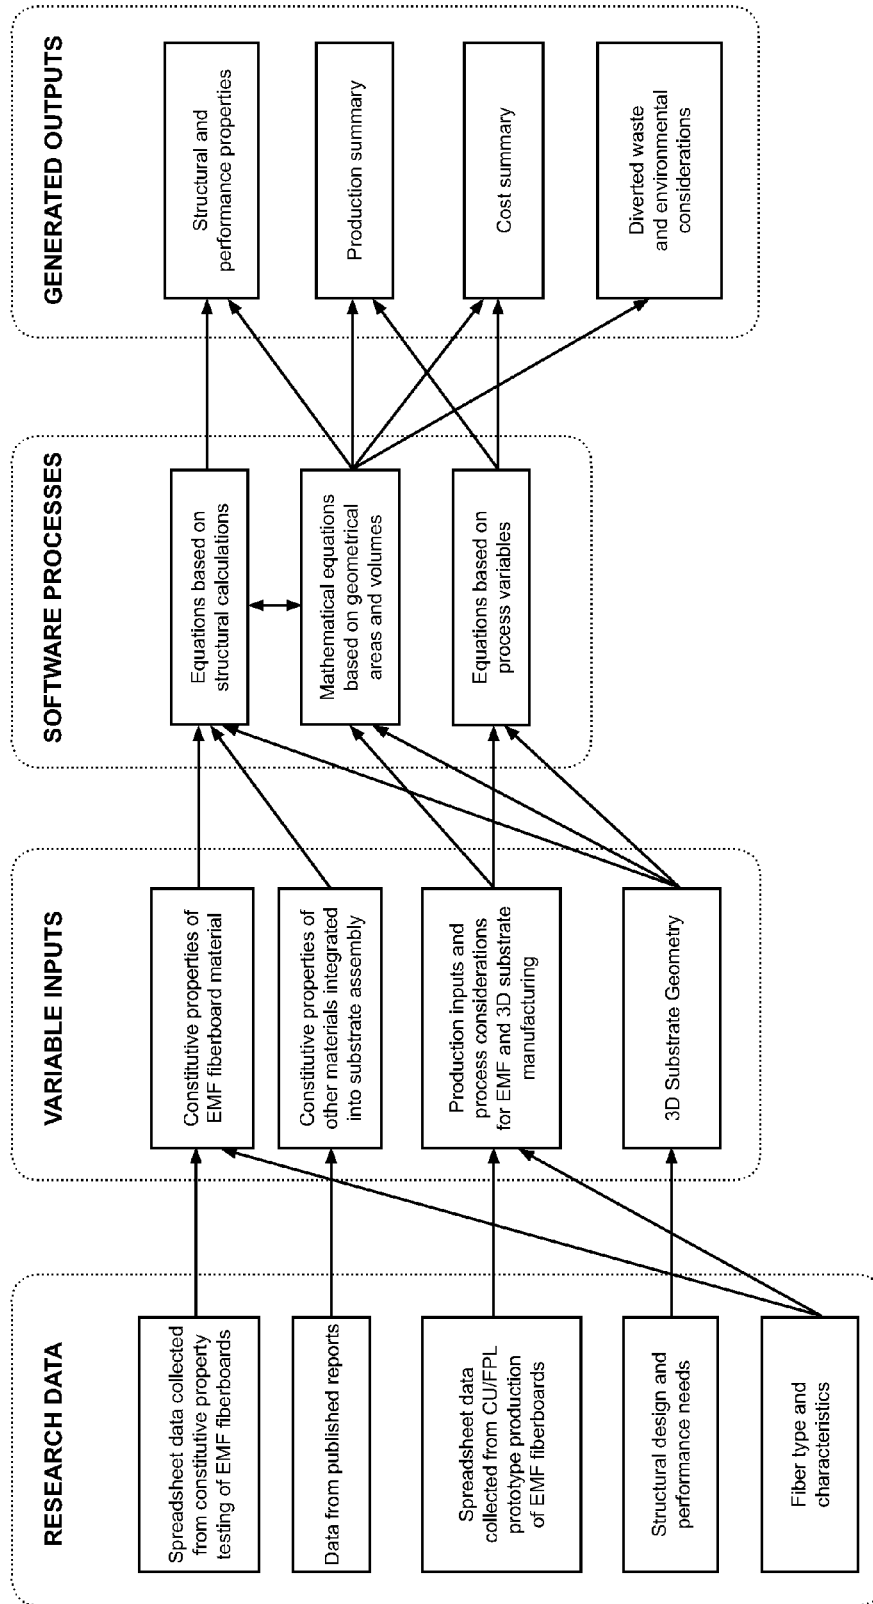 RESEARCH DATA
Spreadsheet data collected
from constitutive property
testing of EMF fiberboards
Data from published reports
Spreadsheet data
collected from CU/FPL
prototype production
of EMF fiberboards
Structural design and
performance needs
Fiber type and
characteristics
VARIABLE INPUTS
Constitutive properties of
EMF fiberboard material
Constitutive properties of
other materials integrated
into substrate assembly
Production inputs and
process considerations
for EMF and 3D substrate
manufacturing
3D Substrate Geometry
SOFTWARE PROCESSES
Equations based on
structural calculations
Mathematical equations
based on geometrical
areas and volumes
Equations based on
process variables
GENERATED OUTPUTS
Structural and
performance properties
Production summary
Cost summary
Diverted waste
and environmental
considerations